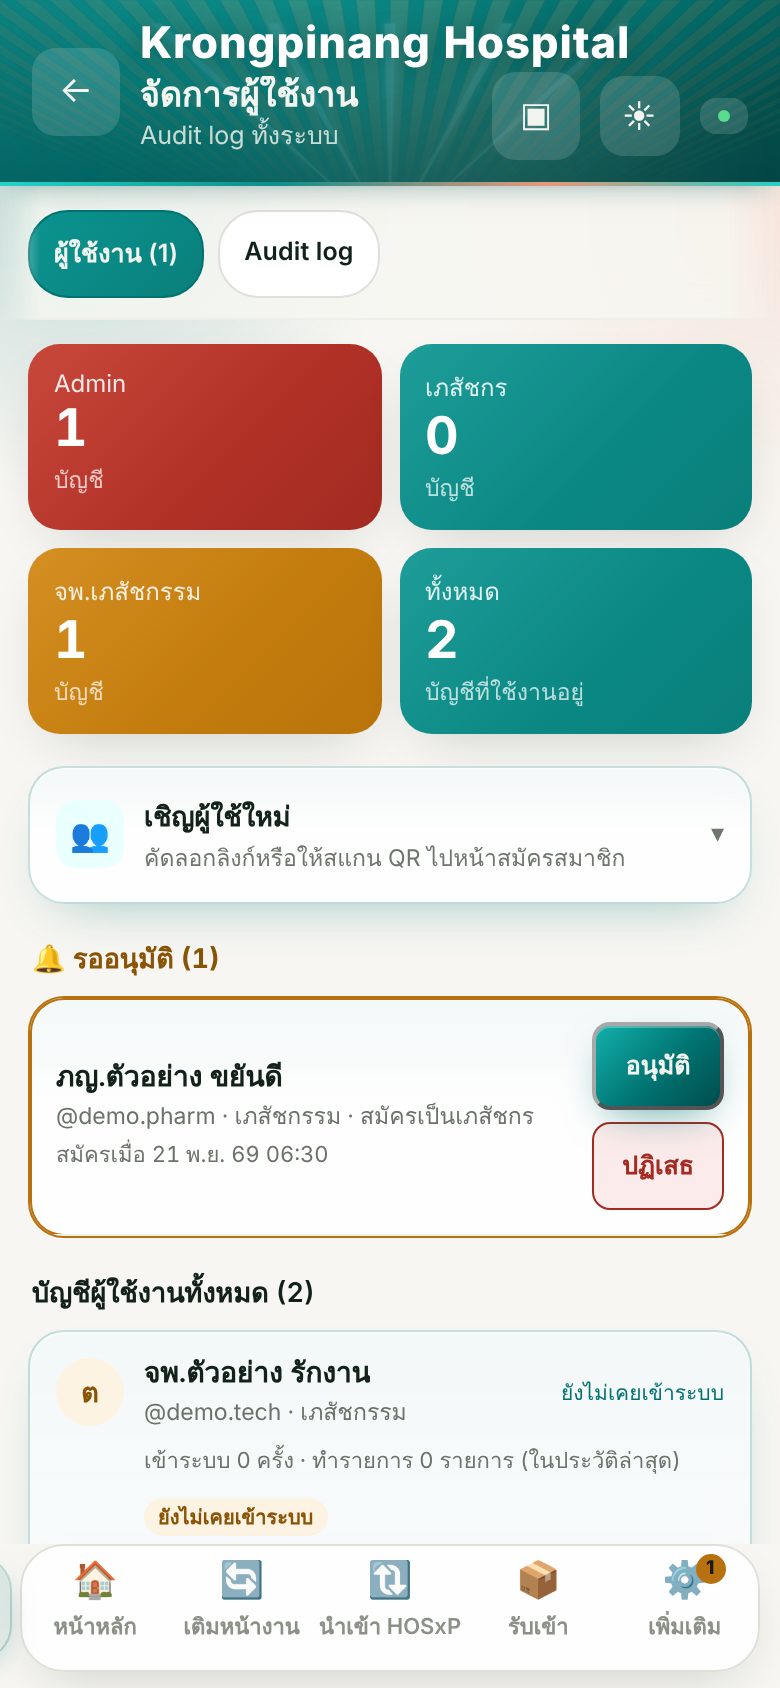 Krongpinang Hospital
จัดการผู้ใช้งาน
Audit log ทั้งระบบ
ผู้ใช้งาน (1)
Audit log
Admin
1
บัญชี
เภสัชกร
0
บัญชี
จพ.เภสัชกรรม
1
บัญชี
ทั้งหมด
2
บัญชีที่ใช้งานอยู่
เชิญผู้ใช้ใหม่
คัดลอกลิงก์หรือให้สแกน QR ไปหน้าสมัครสมาชิก
รออนุมัติ (1)
ภญ.ตัวอย่าง ขยันดี
@demo.pharm · เภสัชกรรม · สมัครเป็นเภสัชกร
สมัครเมื่อ 21 พ.ย. 69 06:30
อนุมัติ
ปฏิเสธ
บัญชีผู้ใช้งานทั้งหมด (2)
ต
จพ.ตัวอย่าง รักงาน
@demo.tech · เภสัชกรรม
ยังไม่เคยเข้าระบบ
เข้าระบบ 0 ครั้ง · ทำรายการ 0 รายการ (ในประวัติล่าสุด)
ยังไม่เคยเข้าระบบ
1
หน้าหลัก
เติมหน้างาน
นำเข้า HOSxP
รับเข้า
เพิ่มเติม